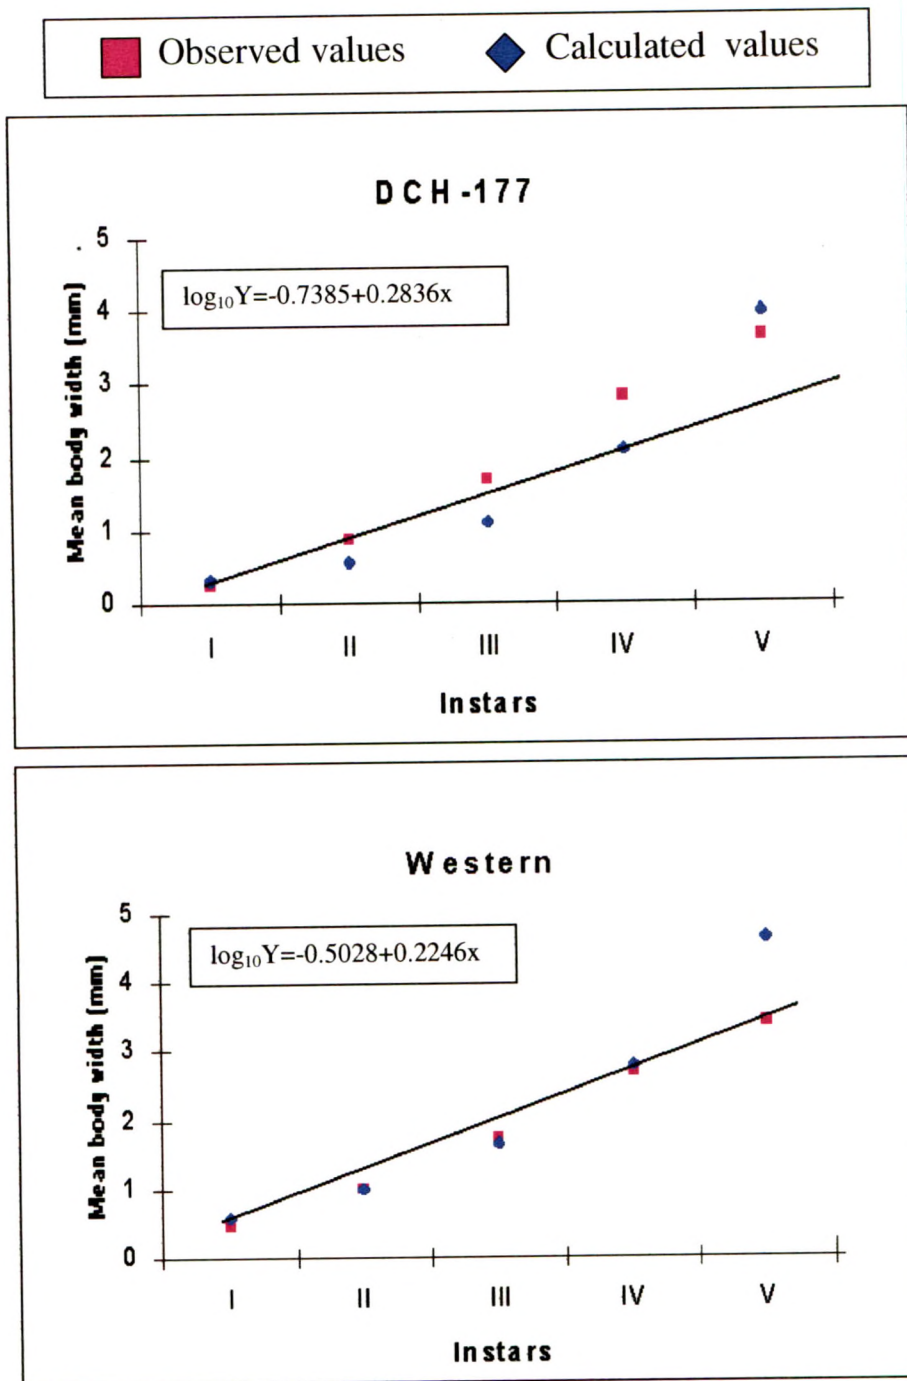 Observed values Calculated values
DCH-177
5
log₁₀Y=-0.7385+0.2836x
4
3
2
1
0
Mean body width (mm)
I II III IV V
Instars
Western
5
log₁₀Y=-0.5028+0.2246x
4
3
2
1
0
Mean body width (mm)
I II III IV V
Instars